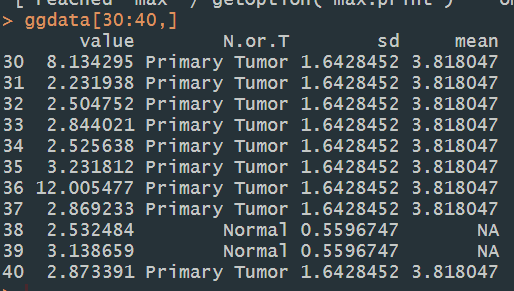 [ reached 'max' / getOption("max.print")
> ggdata[30:40,]
value N.or.T sd mean
30 8.134295 Primary Tumor 1.6428452 3.818047
31 2.231938 Primary Tumor 1.6428452 3.818047
32 2.504752 Primary Tumor 1.6428452 3.818047
33 2.844021 Primary Tumor 1.6428452 3.818047
34 2.525638 Primary Tumor 1.6428452 3.818047
35 3.231812 Primary Tumor 1.6428452 3.818047
36 12.005477 Primary Tumor 1.6428452 3.818047
37 2.869233 Primary Tumor 1.6428452 3.818047
38 2.532484 Normal 0.5596747 NA
39 3.138659 Normal 0.5596747 NA
40 2.873391 Primary Tumor 1.6428452 3.818047